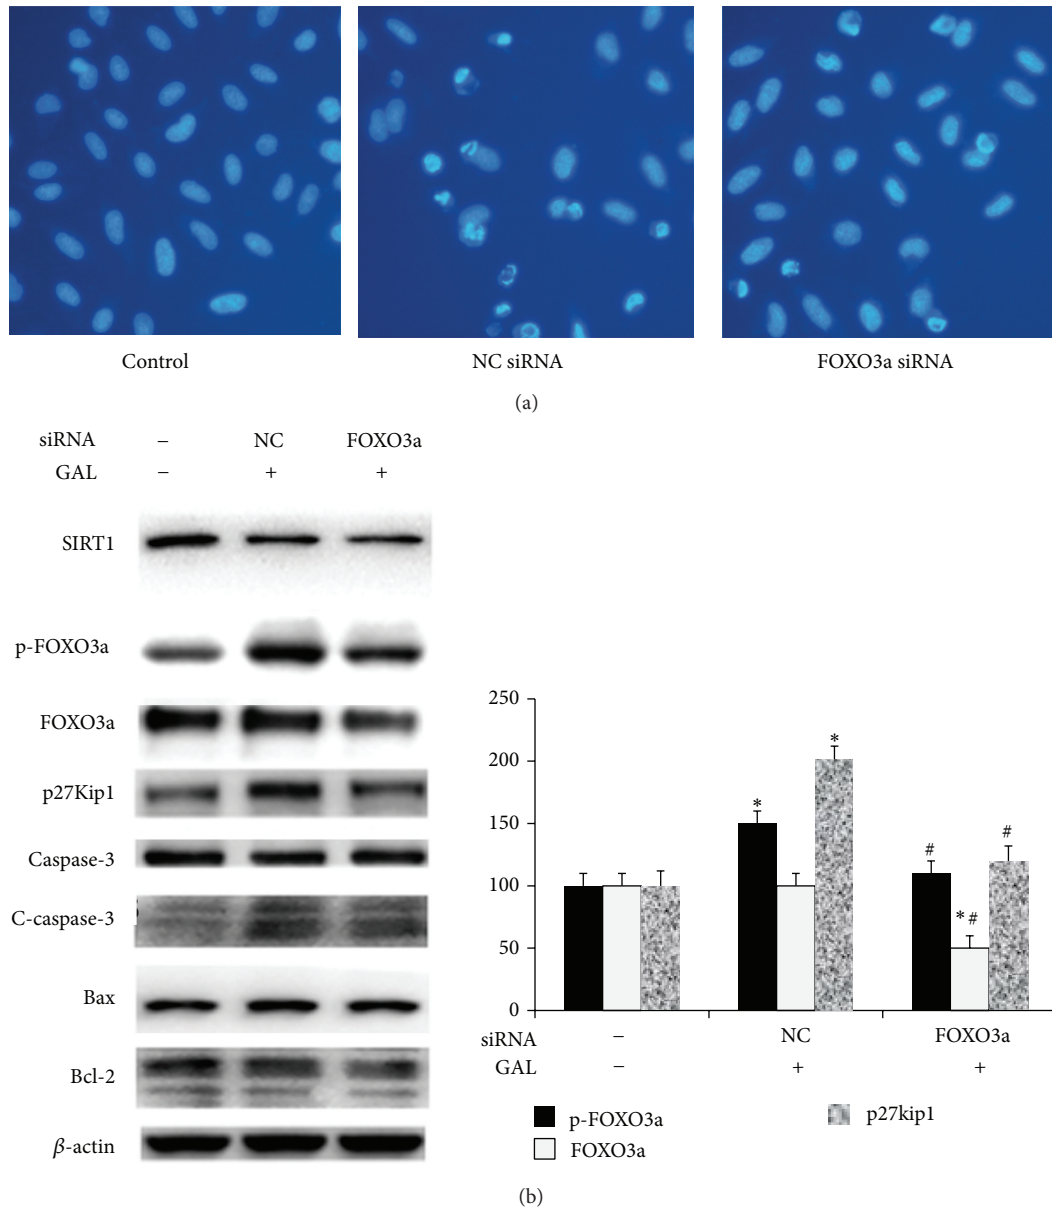 Control NC siRNA FOXO3a siRNA
(a)
siRNA − NC FOXO3a
GAL − + +
SIRT1
p-FOXO3a
FOXO3a
p27Kip1
Caspase-3
C-caspase-3
Bax
Bcl-2
β-actin
250
200
150
100
50
0
*
*
#
* #
#
siRNA − NC FOXO3a
GAL − + +
p-FOXO3a
FOXO3a
p27kip1
(b)